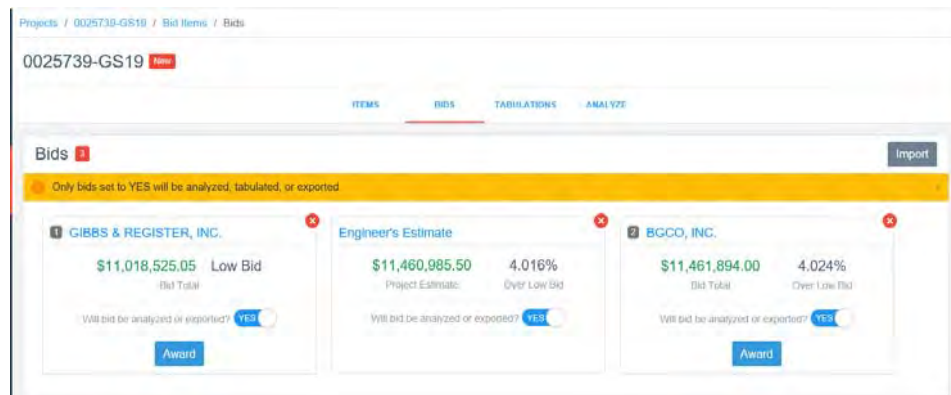 Projects / 0025739-GS19 / Bid Items / Bids
0025739-GS19 New
ITEMS BIDS TABULATIONS ANALYZE
Bids 3
Import
Only bids set to YES will be analyzed, tabulated, or exported
1 GIBBS & REGISTER, INC.
$11,018,525.05 Low Bid
Bid Total
Will bid be analyzed or exported? YES
Award
Engineer's Estimate
$11,460,985.50 4.016%
Project Estimate Over Low Bid
Will bid be analyzed or exported? YES
2 BGCO, INC.
$11,461,894.00 4.024%
Bid Total Over Low Bid
Will bid be analyzed or exported? YES
Award